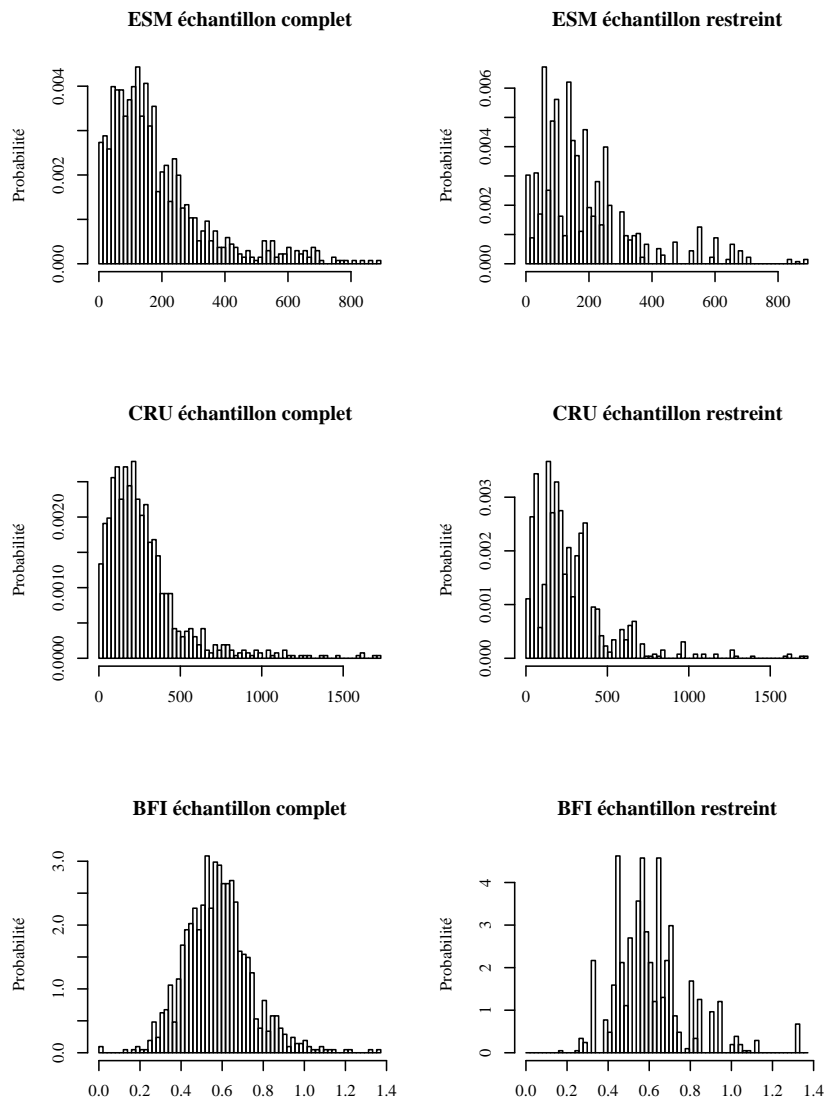 ESM échantillon complet
Probabilité
0.000 0.002 0.004
0 200 400 600 800
ESM échantillon restreint
Probabilité
0.000 0.002 0.004 0.006
0 200 400 600 800
CRU échantillon complet
Probabilité
0.0000 0.0010 0.0020
0 500 1000 1500
CRU échantillon restreint
Probabilité
0.000 0.001 0.002 0.003
0 500 1000 1500
BFI échantillon complet
Probabilité
0.0 1.0 2.0 3.0
0.0 0.2 0.4 0.6 0.8 1.0 1.2 1.4
BFI échantillon restreint
Probabilité
0 1 2 3 4
0.0 0.2 0.4 0.6 0.8 1.0 1.2 1.4